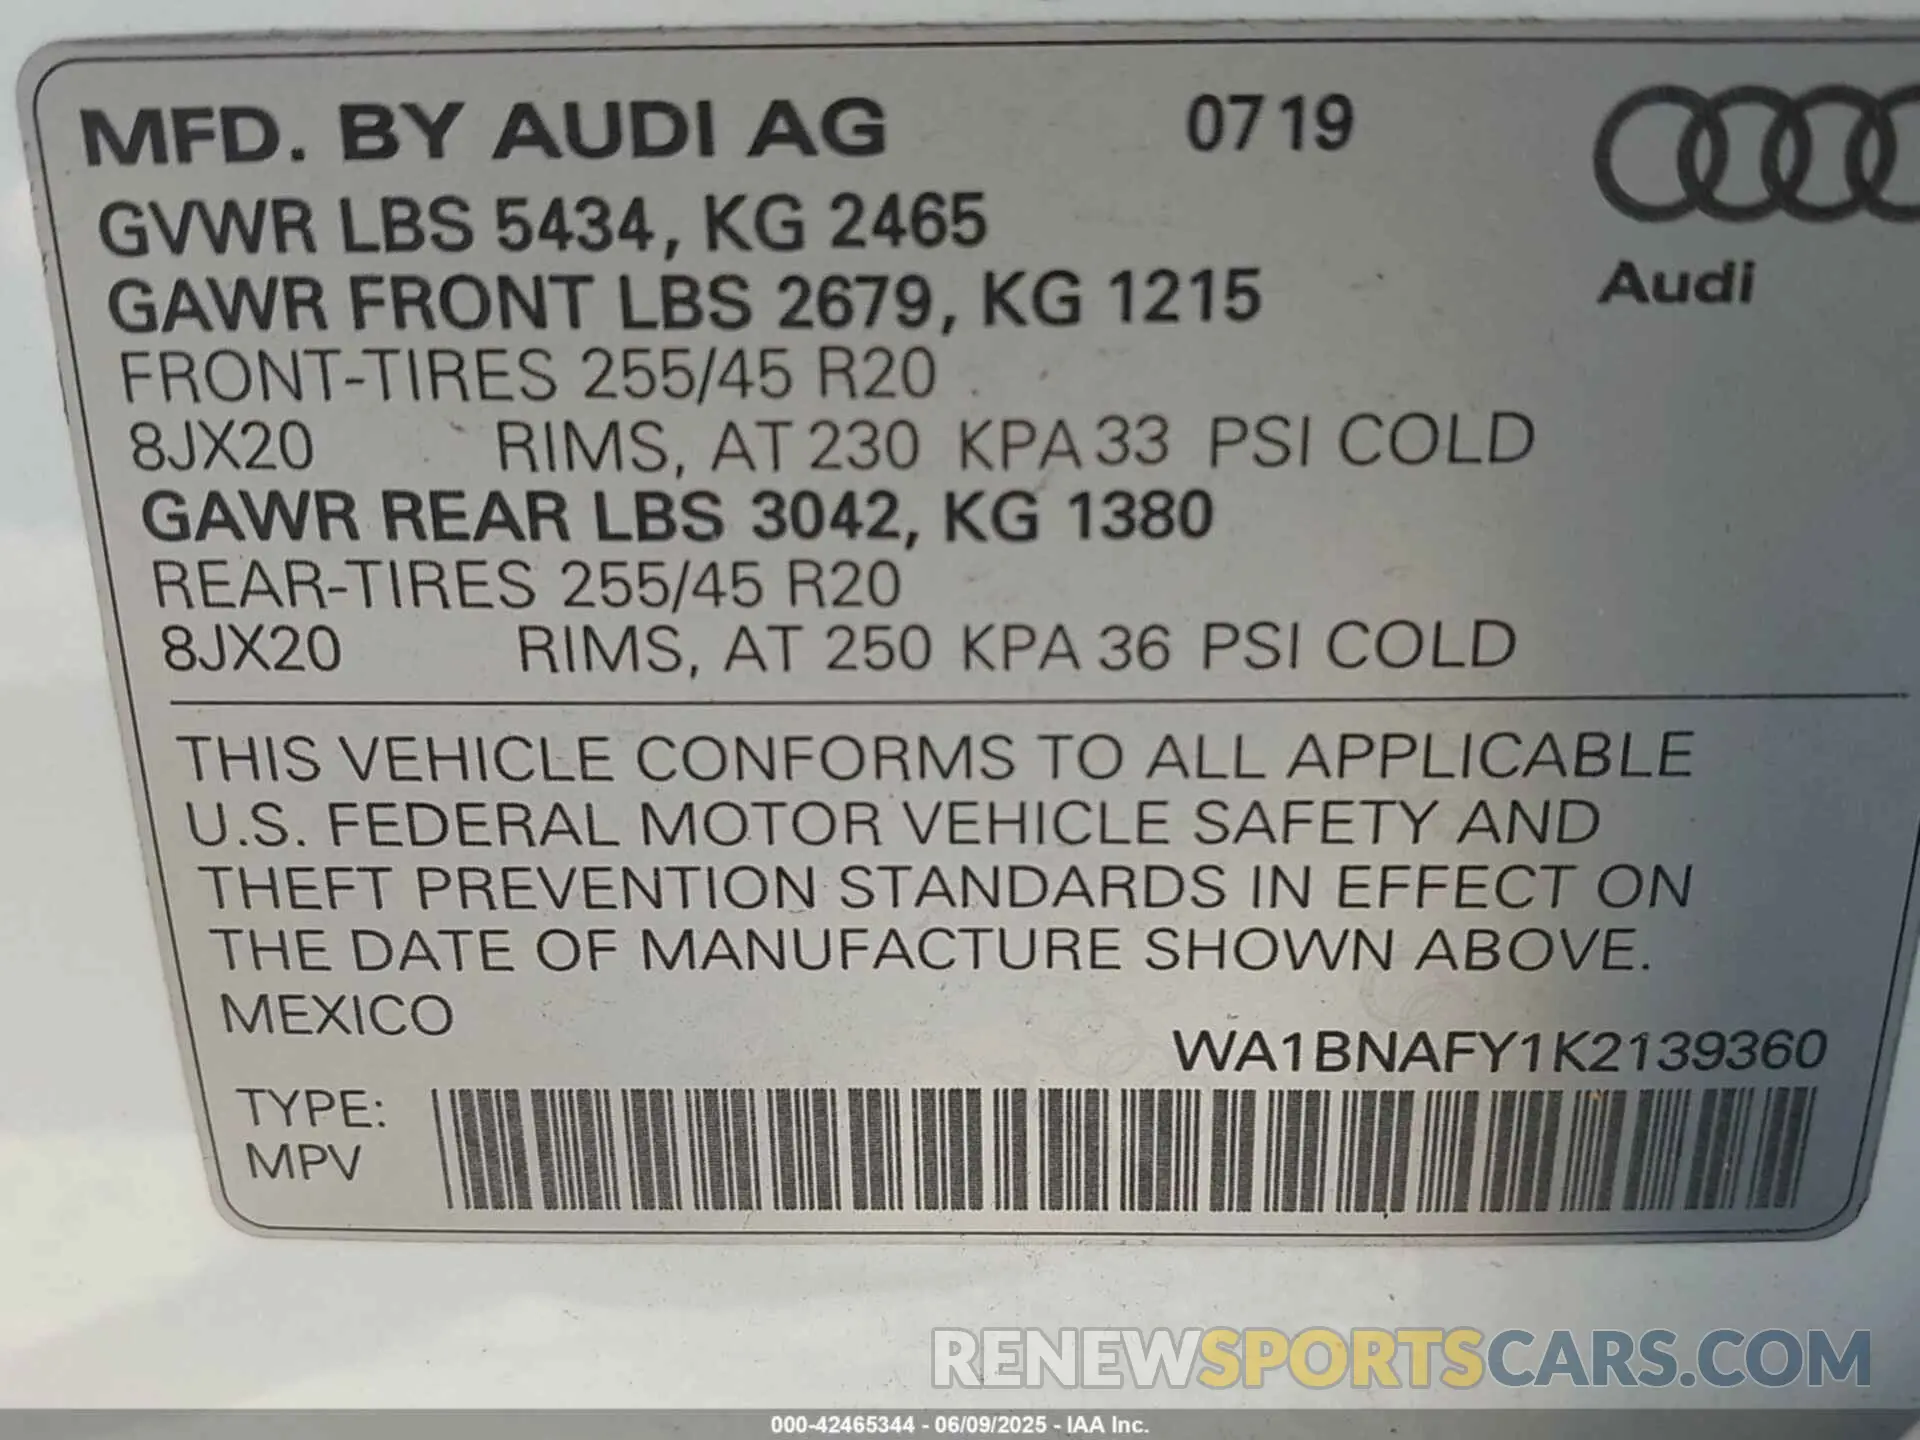 MFD. BY AUDI AG 0719
GVWR LBS 5434, KG 2465
GAWR FRONT LBS 2679, KG 1215
Audi
FRONT-TIRES 255/45 R20
8JX20 RIMS, AT 230 KPA 33 PSI COLD
GAWR REAR LBS 3042, KG 1380
REAR-TIRES 255/45 R20
8JX20 RIMS, AT 250 KPA 36 PSI COLD
THIS VEHICLE CONFORMS TO ALL APPLICABLE
U.S. FEDERAL MOTOR VEHICLE SAFETY AND
THEFT PREVENTION STANDARDS IN EFFECT ON
THE DATE OF MANUFACTURE SHOWN ABOVE.
MEXICO
WA1BNAFY1K2139360
TYPE:
MPV
RENEWSPORTSCARS.COM
000-42465344 - 06/09/2025 - IAA Inc.